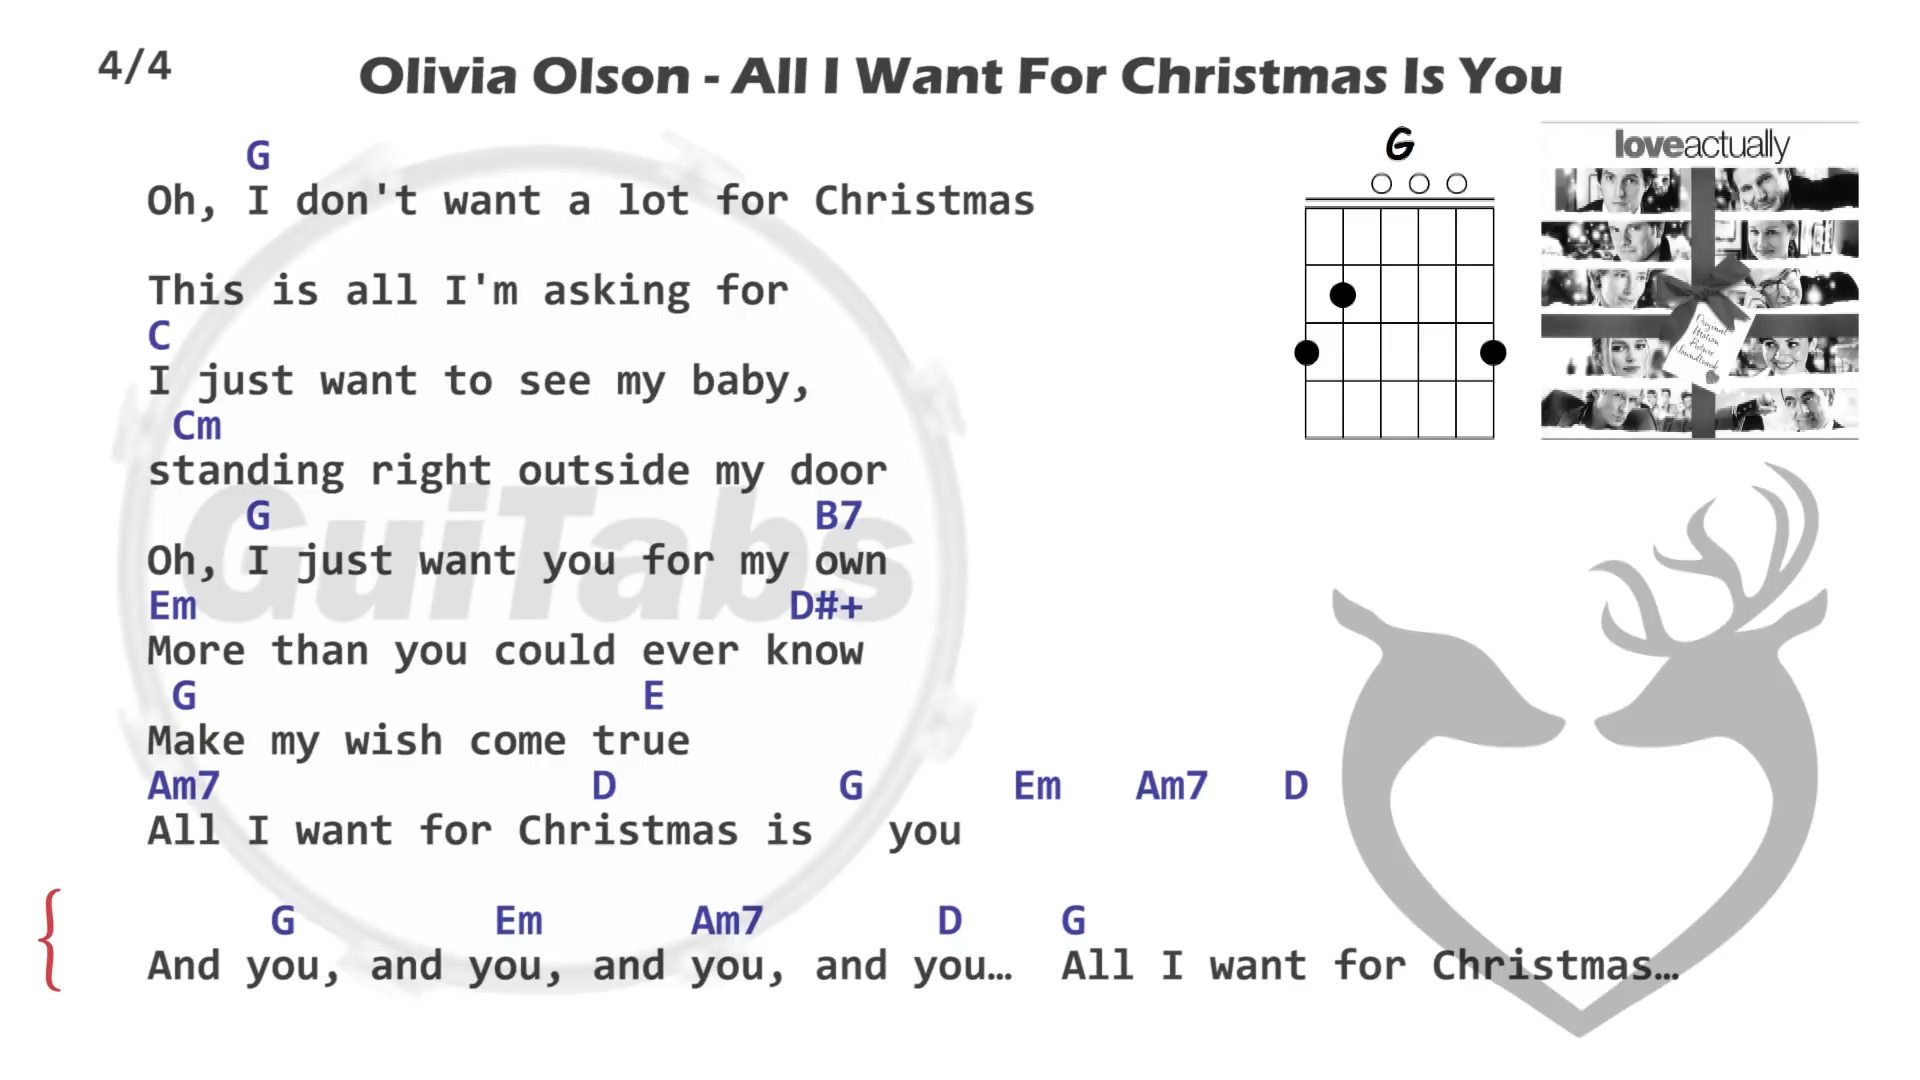 4/4
Olivia Olson - All I Want For Christmas Is You
G
Oh, I don't want a lot for Christmas
This is all I'm asking for
C
I just want to see my baby,
Cm
standing right outside my door
G B7
Oh, I just want you for my own
Em D#+
More than you could ever know
G E
Make my wish come true
Am7 D G Em Am7 D
All I want for Christmas is you
G Em Am7 D G
And you, and you, and you, and you… All I want for Christmas…
G
loveactually
Original
Motion
Picture
Soundtrack
GuiTabs